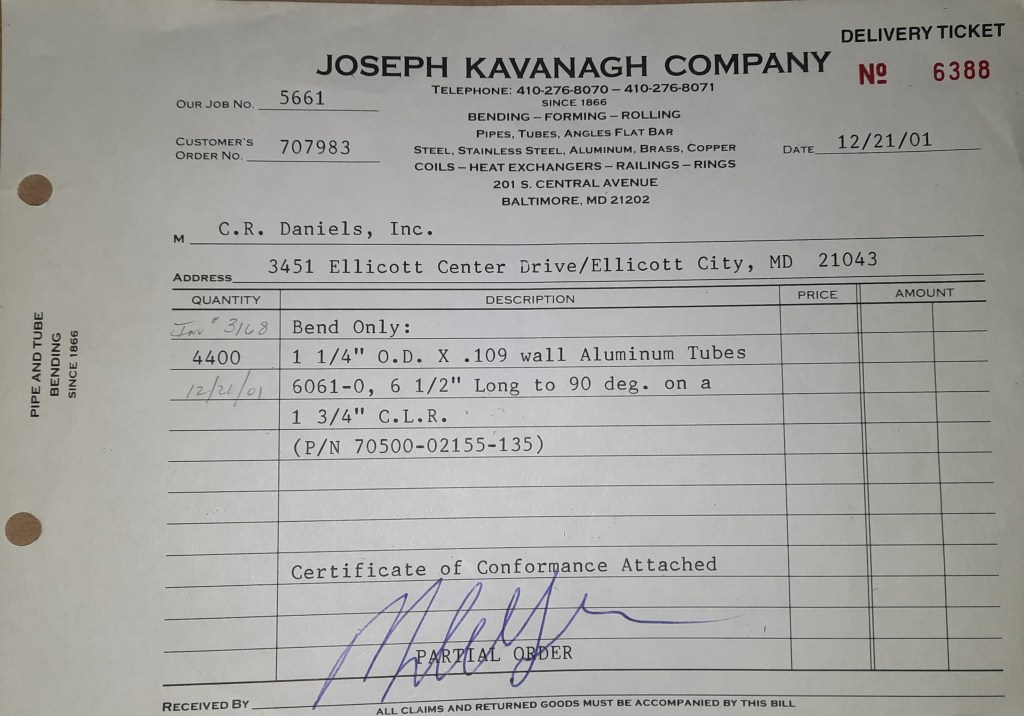 DELIVERY TICKET
JOSEPH KAVANAGH COMPANY
No 6388
TELEPHONE: 410-276-8070 – 410-276-8071
SINCE 1866
BENDING – FORMING – ROLLING
PIPES, TUBES, ANGLES FLAT BAR
STEEL, STAINLESS STEEL, ALUMINUM, BRASS, COPPER
COILS – HEAT EXCHANGERS – RAILINGS – RINGS
201 S. CENTRAL AVENUE
BALTIMORE, MD 21202
OUR JOB NO. 5661
CUSTOMER'S
ORDER NO. 707983
DATE 12/21/01
M C.R. Daniels, Inc.
ADDRESS 3451 Ellicott Center Drive/Ellicott City, MD 21043
QUANTITY DESCRIPTION PRICE AMOUNT
Inv # 3168 Bend Only:
4400 1 1/4" O.D. X .109 wall Aluminum Tubes
12/21/01 6061-0, 6 1/2" Long to 90 deg. on a
1 3/4" C.L.R.
(P/N 70500-02155-135)
Certificate of Conformance Attached
PARTIAL ORDER
RECEIVED BY
ALL CLAIMS AND RETURNED GOODS MUST BE ACCOMPANIED BY THIS BILL
PIPE AND TUBE
BENDING
SINCE 1866